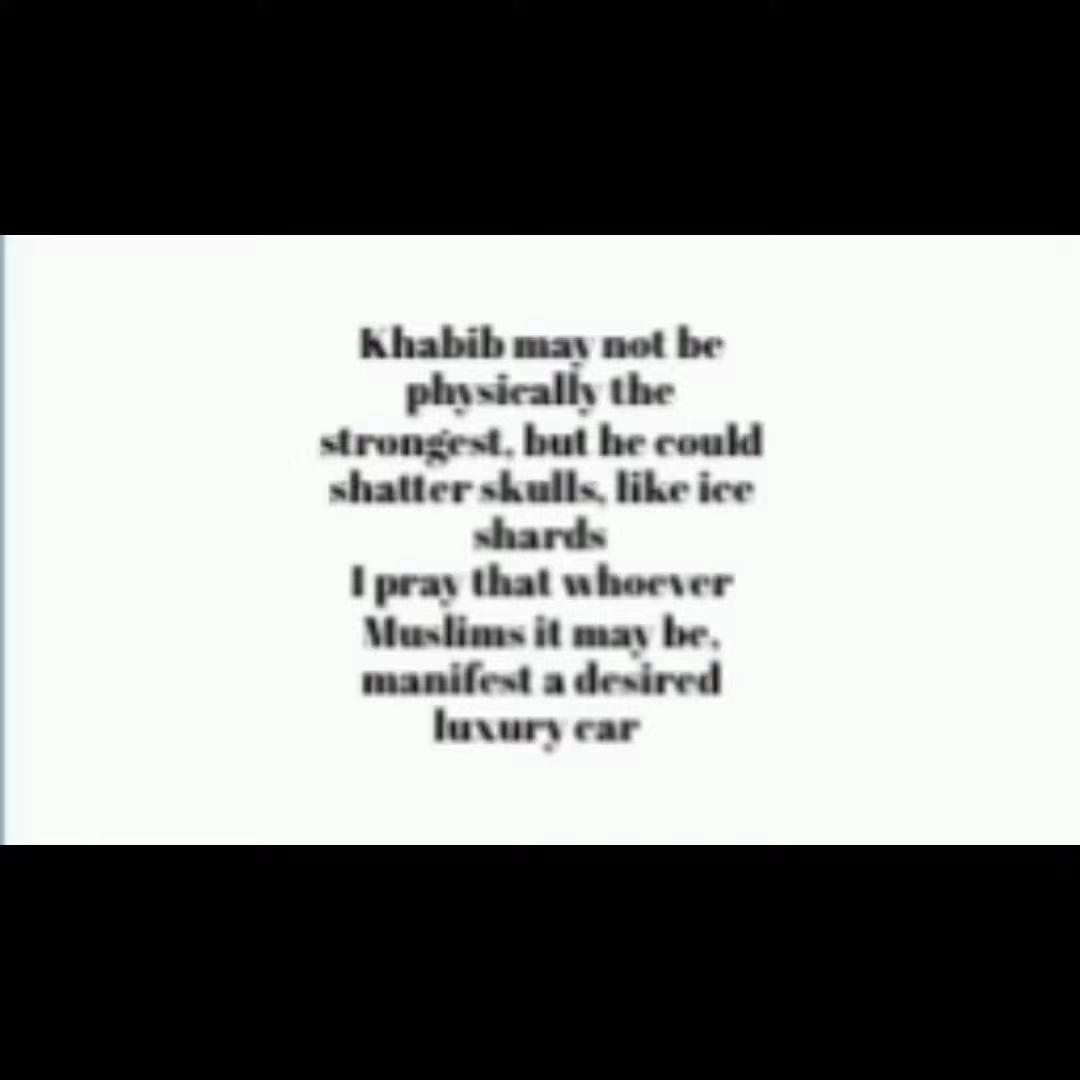 Khabib may not be
physically the
strongest, but he could
shatter skulls, like ice
shards
I pray that whoever
Muslims it may be,
manifest a desired
luxury car